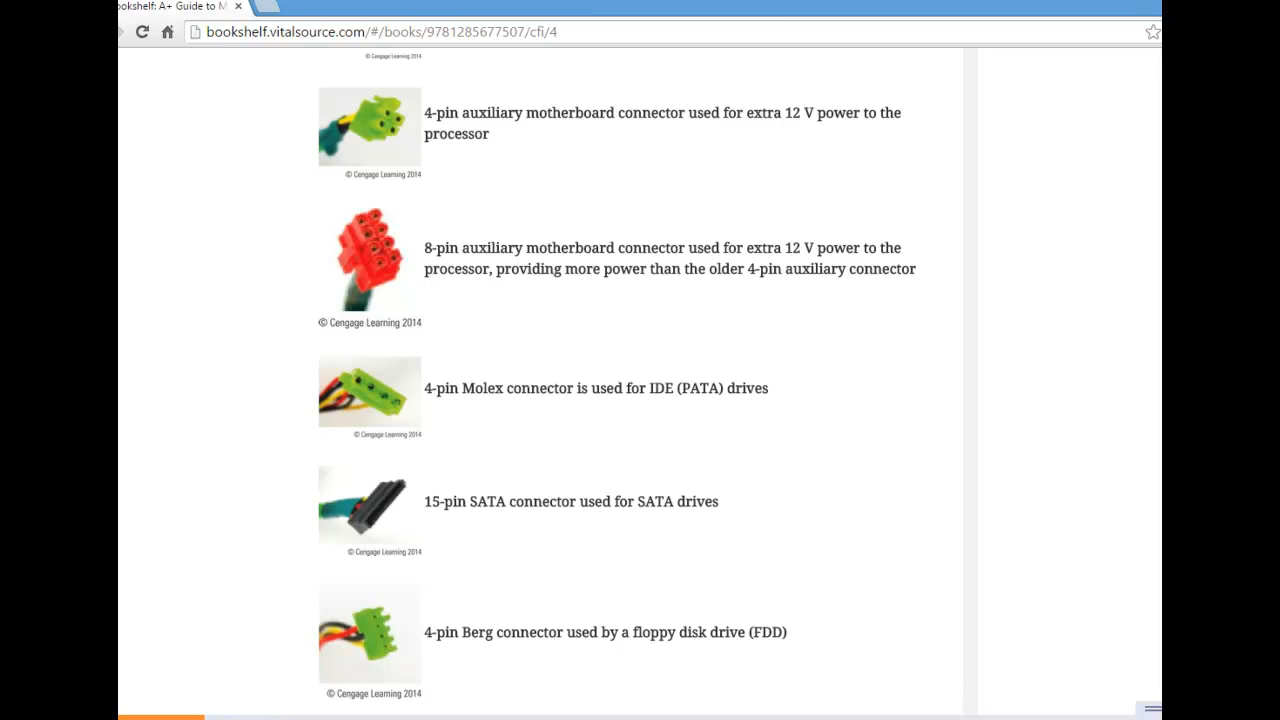 ookshelf: A+ Guide to M
bookshelf.vitalsource.com/#/books/9781285677507/cfi/4
© Cengage Learning 2014
4-pin auxiliary motherboard connector used for extra 12 V power to the
processor
© Cengage Learning 2014
8-pin auxiliary motherboard connector used for extra 12 V power to the
processor, providing more power than the older 4-pin auxiliary connector
© Cengage Learning 2014
4-pin Molex connector is used for IDE (PATA) drives
© Cengage Learning 2014
15-pin SATA connector used for SATA drives
© Cengage Learning 2014
4-pin Berg connector used by a floppy disk drive (FDD)
© Cengage Learning 2014